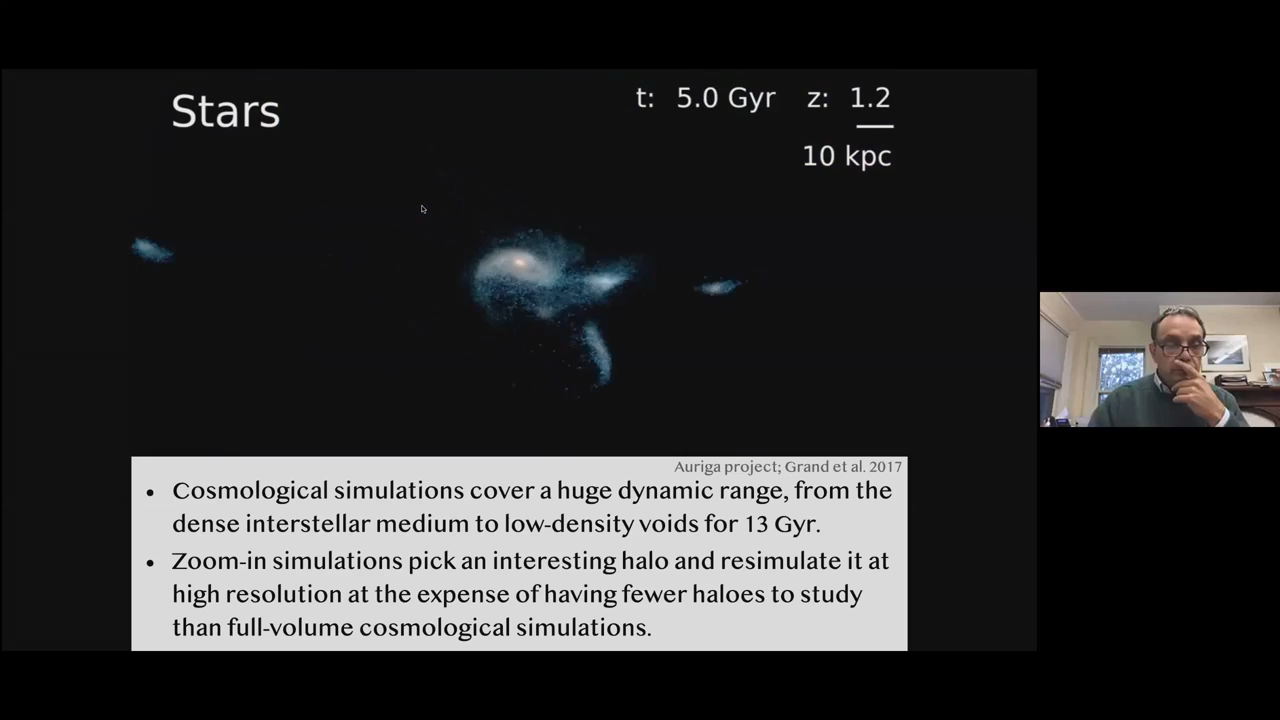 Stars
t: 5.0 Gyr z: 1.2
10 kpc
Auriga project; Grand et al. 2017
• Cosmological simulations cover a huge dynamic range, from the
dense interstellar medium to low-density voids for 13 Gyr.
• Zoom-in simulations pick an interesting halo and resimulate it at
high resolution at the expense of having fewer haloes to study
than full-volume cosmological simulations.